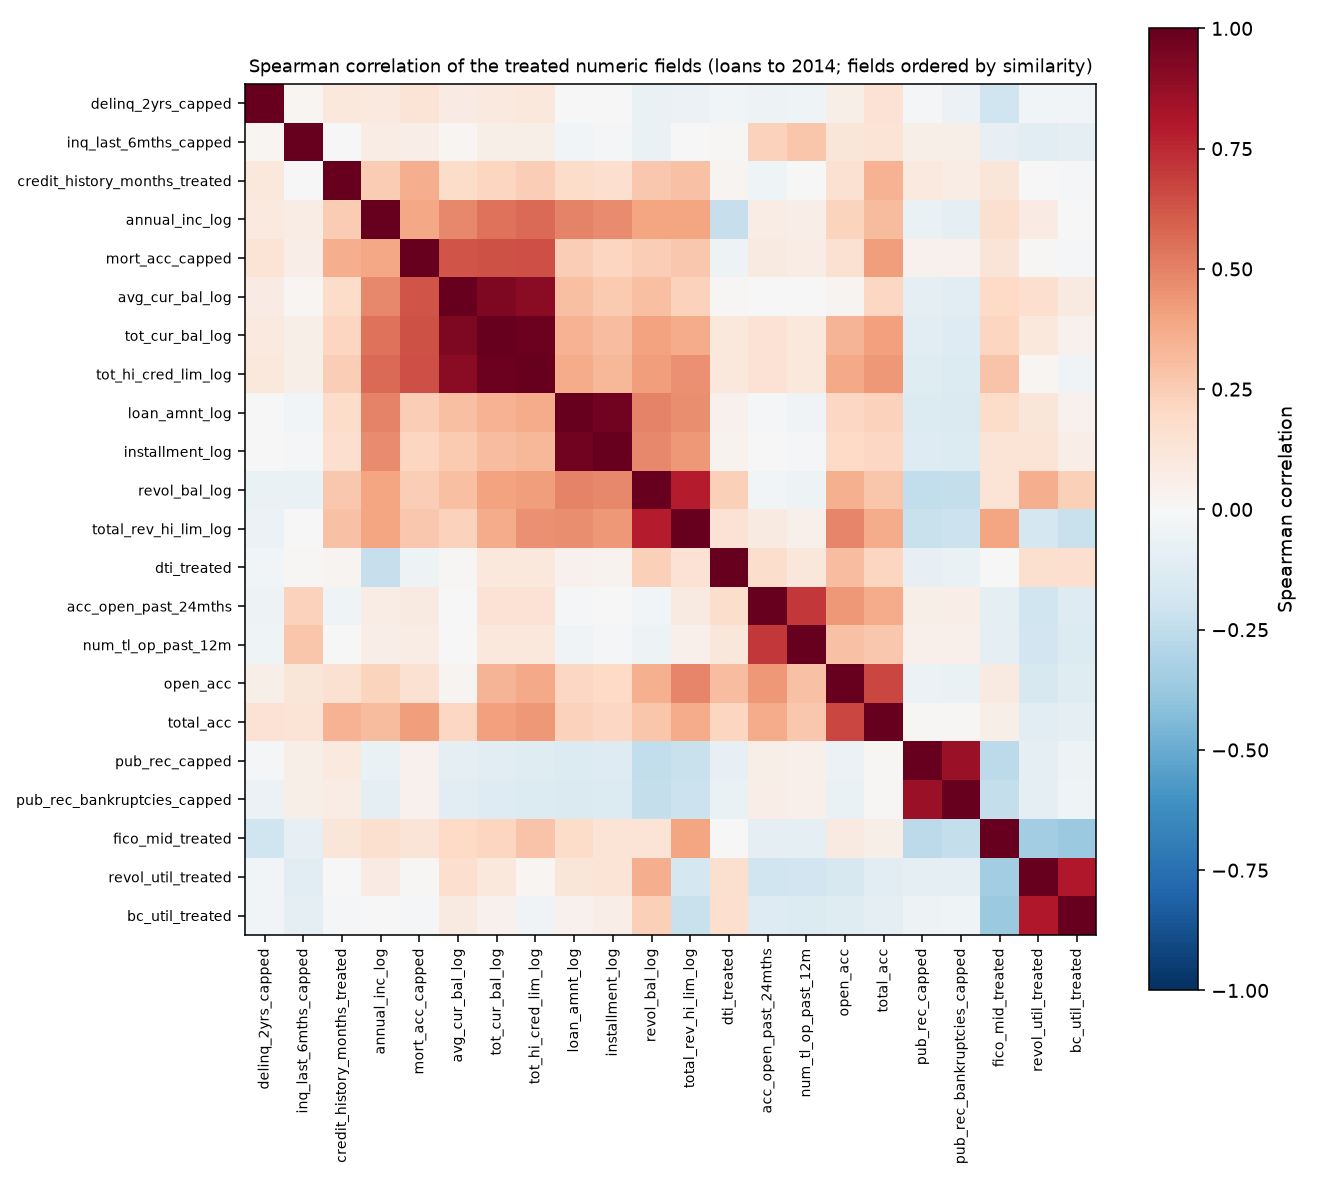 Spearman correlation of the treated numeric fields (loans to 2014; fields ordered by similarity)
delinq_2yrs_capped
inq_last_6mths_capped
credit_history_months_treated
annual_inc_log
mort_acc_capped
avg_cur_bal_log
tot_cur_bal_log
tot_hi_cred_lim_log
loan_amnt_log
installment_log
revol_bal_log
total_rev_hi_lim_log
dti_treated
acc_open_past_24mths
num_tl_op_past_12m
open_acc
total_acc
pub_rec_capped
pub_rec_bankruptcies_capped
fico_mid_treated
revol_util_treated
bc_util_treated
delinq_2yrs_capped
inq_last_6mths_capped
credit_history_months_treated
annual_inc_log
mort_acc_capped
avg_cur_bal_log
tot_cur_bal_log
tot_hi_cred_lim_log
loan_amnt_log
installment_log
revol_bal_log
total_rev_hi_lim_log
dti_treated
acc_open_past_24mths
num_tl_op_past_12m
open_acc
total_acc
pub_rec_capped
pub_rec_bankruptcies_capped
fico_mid_treated
revol_util_treated
bc_util_treated
1.00
0.75
0.50
0.25
0.00
−0.25
−0.50
−0.75
−1.00
Spearman correlation